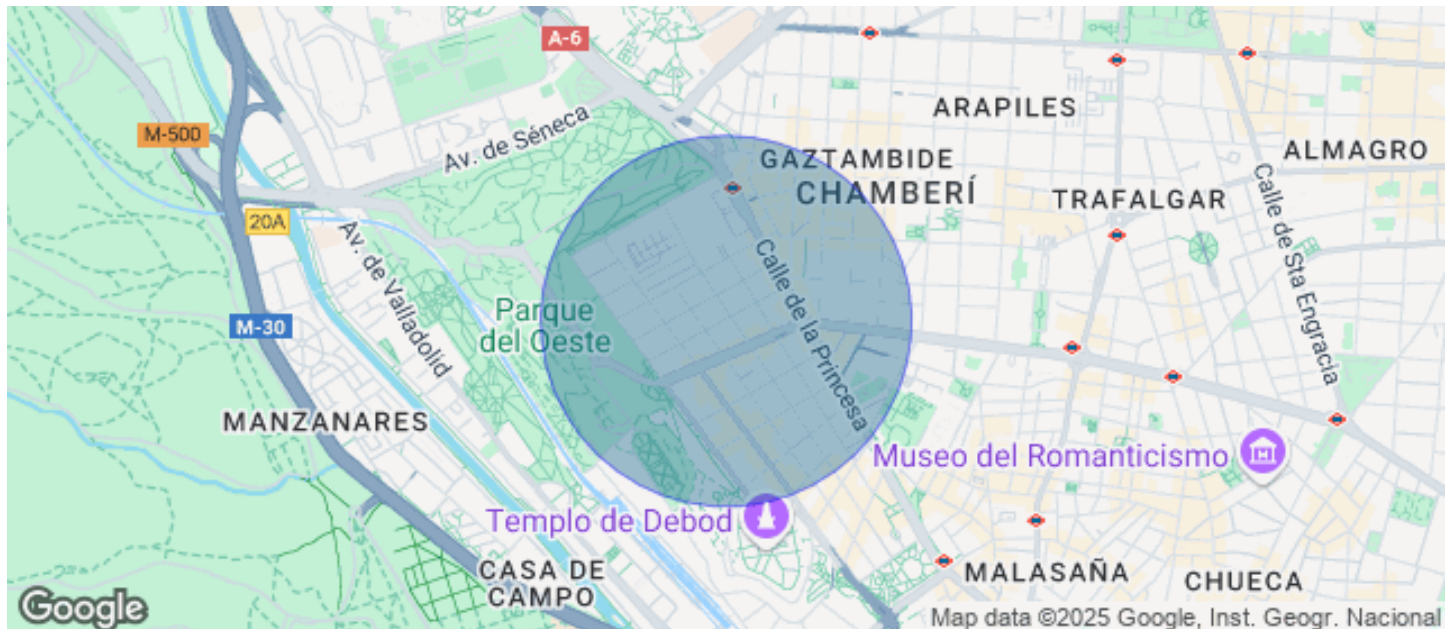 A-6
ARAPILES
M-500
Av. de Séneca
ALMAGRO
GAZTAMBIDE
CHAMBERÍ
TRAFALGAR
20A
Av. de Valladolid
Calle de la Princesa
Calle de Sta Engracia
M-30
Parque
del Oeste
MANZANARES
Museo del Romanticismo
Templo de Debod
CASA DE
CAMPO
MALASAÑA
CHUECA
Google
Map data ©2025 Google, Inst. Geogr. Nacional